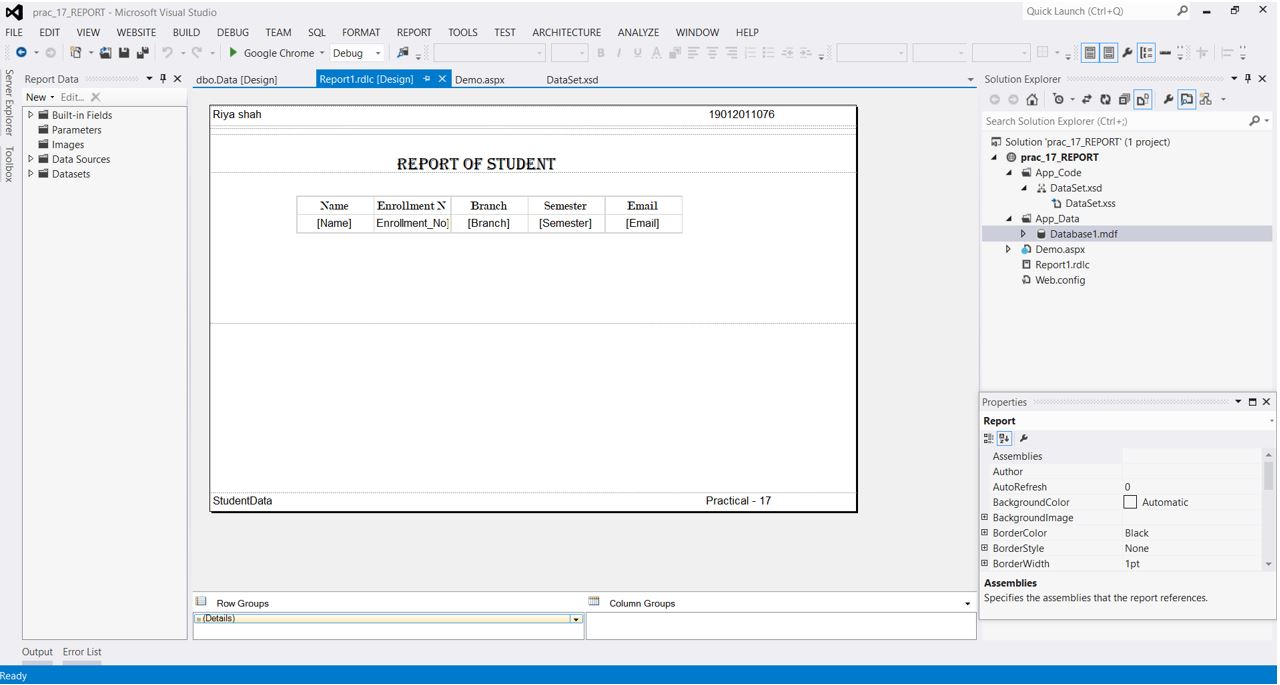 prac_17_REPORT - Microsoft Visual Studio
Quick Launch (Ctrl+Q)
FILE EDIT VIEW WEBSITE BUILD DEBUG TEAM SQL FORMAT REPORT TOOLS TEST ARCHITECTURE ANALYZE WINDOW HELP
Google Chrome Debug
B I U A
Server Explorer
Toolbox
Report Data
New Edit...
Built-in Fields
Parameters
Images
Data Sources
Datasets
dbo.Data [Design] Report1.rdlc [Design] Demo.aspx DataSet.xsd
Riya shah 19012011076
REPORT OF STUDENT
Name Enrollment N Branch Semester Email
[Name] Enrollment_No] [Branch] [Semester] [Email]
StudentData Practical - 17
Row Groups Column Groups
(Details)
Solution Explorer
Search Solution Explorer (Ctrl+;)
Solution 'prac_17_REPORT' (1 project)
prac_17_REPORT
App_Code
DataSet.xsd
DataSet.xss
App_Data
Database1.mdf
Demo.aspx
Report1.rdlc
Web.config
Properties
Report
Assemblies
Author
AutoRefresh 0
BackgroundColor Automatic
BackgroundImage
BorderColor Black
BorderStyle None
BorderWidth 1pt
Assemblies
Specifies the assemblies that the report references.
Output Error List
Ready